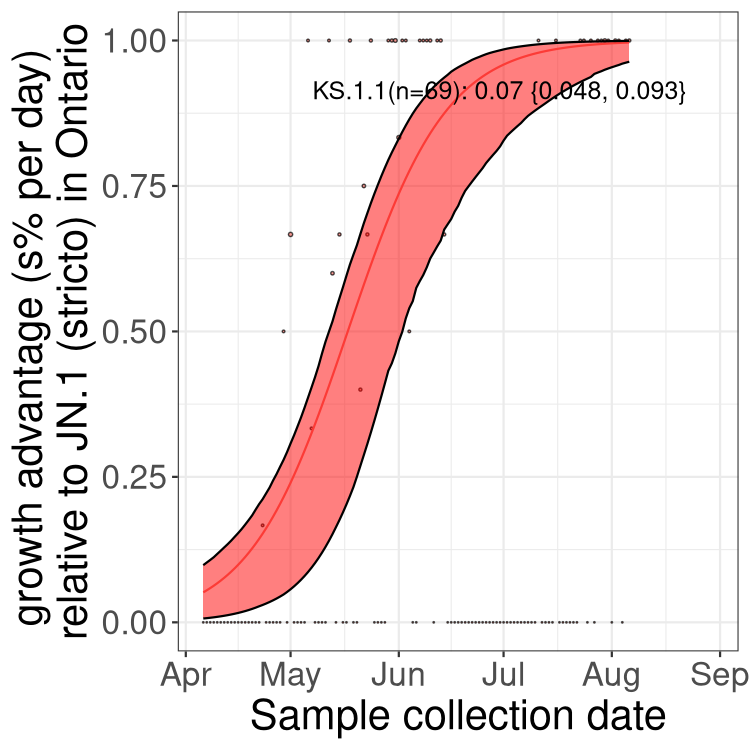 growth advantage (s% per day)
relative to JN.1 (stricto) in Ontario
1.00
0.75
0.50
0.25
0.00
KS.1.1(n=69): 0.07 {0.048, 0.093}
Apr May Jun Jul Aug Sep
Sample collection date